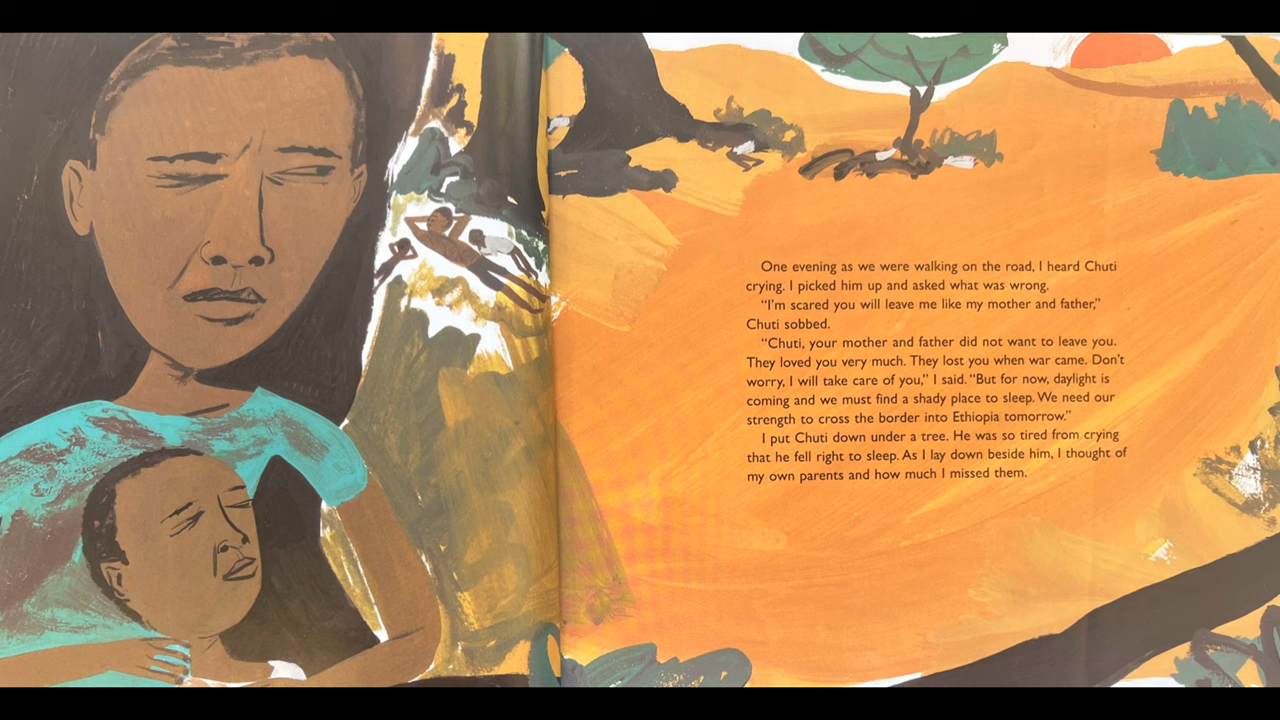 One evening as we were walking on the road, I heard Chuti
crying. I picked him up and asked what was wrong.
“I’m scared you will leave me like my mother and father,”
Chuti sobbed.
“Chuti, your mother and father did not want to leave you.
They loved you very much. They lost you when war came. Don’t
worry, I will take care of you,” I said. “But for now, daylight is
coming and we must find a shady place to sleep. We need our
strength to cross the border into Ethiopia tomorrow.”
I put Chuti down under a tree. He was so tired from crying
that he fell right to sleep. As I lay down beside him, I thought of
my own parents and how much I missed them.